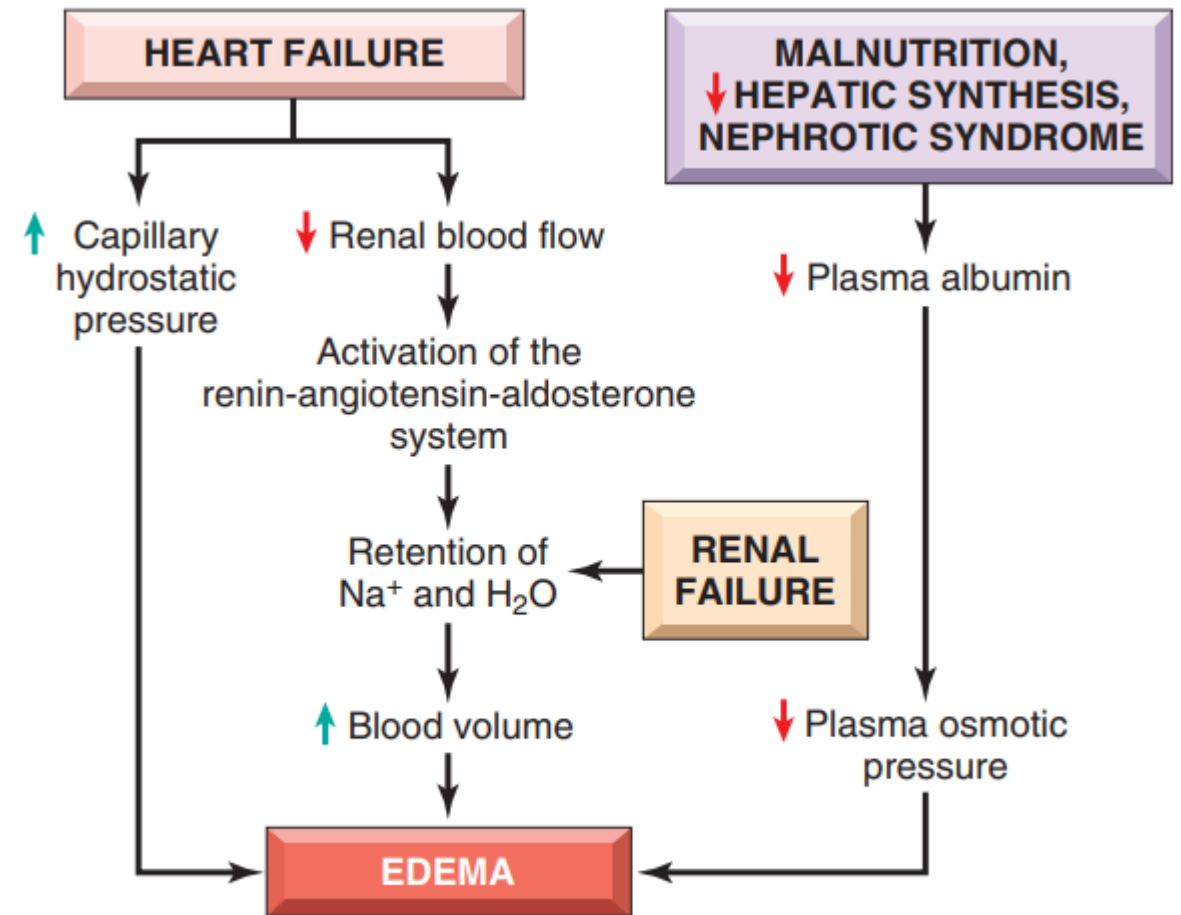 HEART FAILURE
MALNUTRITION,
↓ HEPATIC SYNTHESIS,
NEPHROTIC SYNDROME
↑ Capillary
hydrostatic
pressure
↓ Renal blood flow
↓ Plasma albumin
Activation of the
renin-angiotensin-aldosterone
system
Retention of
Na⁺ and H₂O
RENAL
FAILURE
↑ Blood volume
↓ Plasma osmotic
pressure
EDEMA